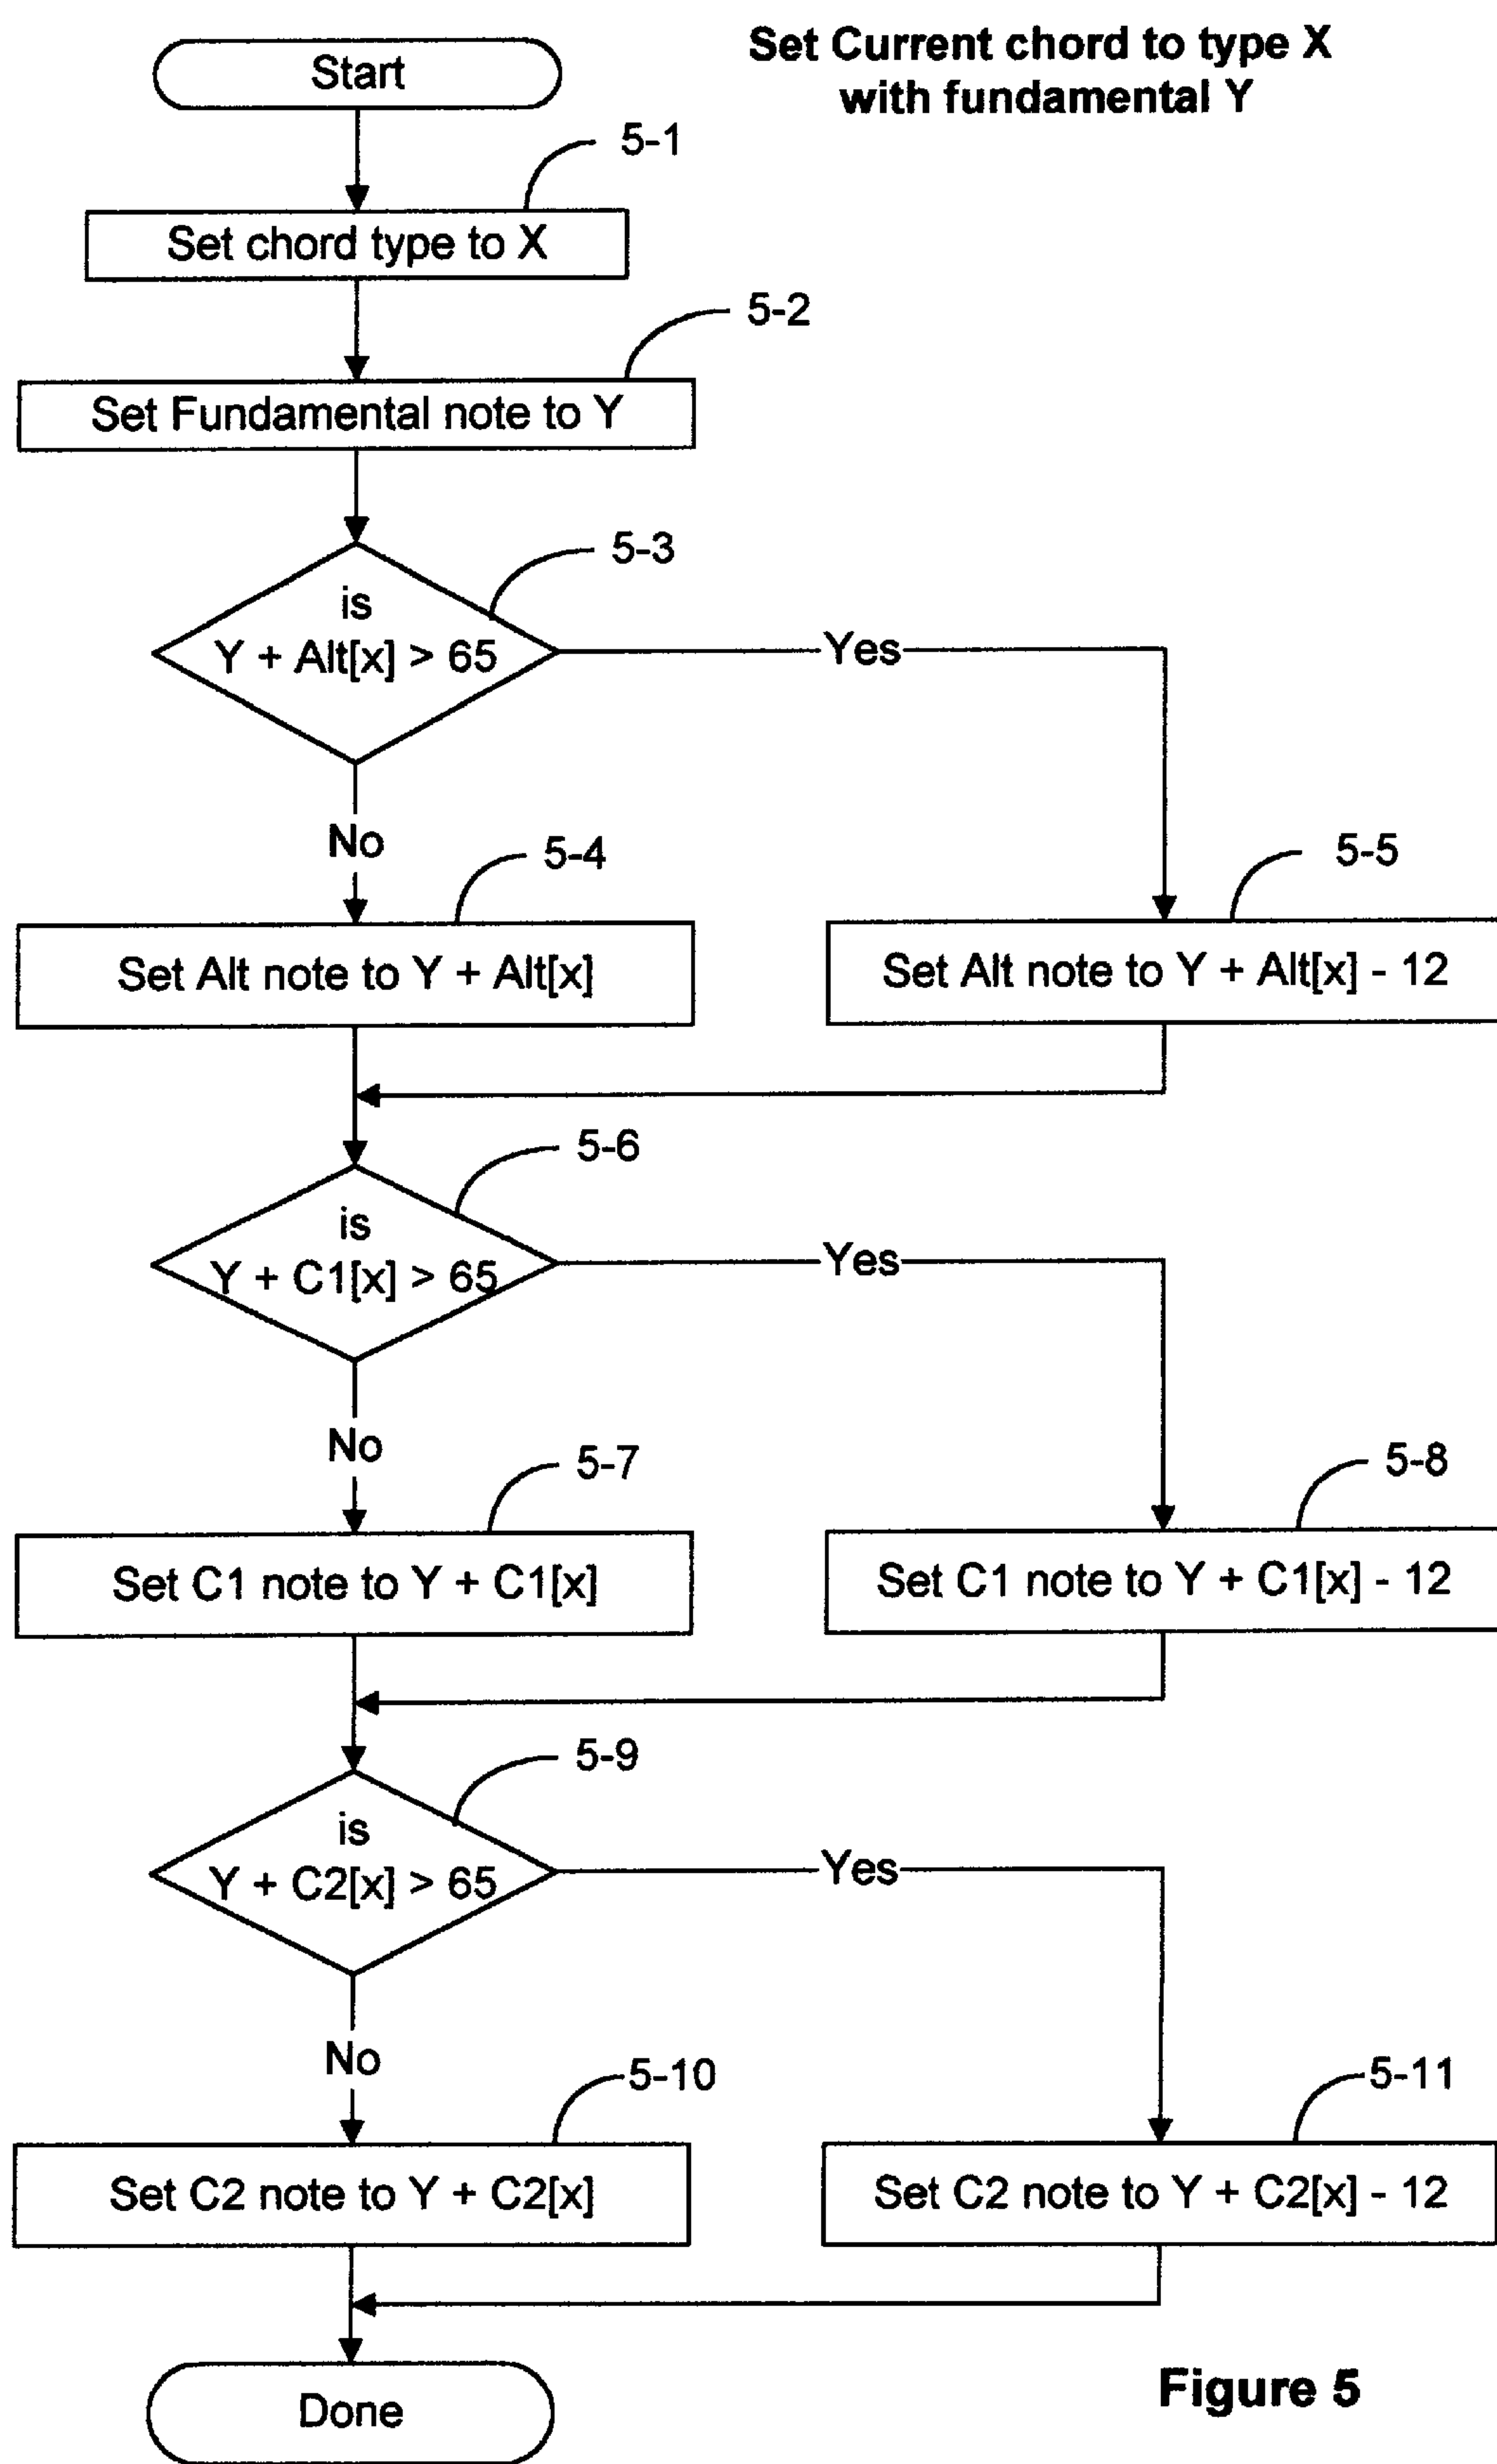 Set Current chord to type X
with fundamental Y
Start
5-1
Set chord type to X
5-2
Set Fundamental note to Y
5-3
is
Y + Alt[x] > 65
Yes
No
5-4
5-5
Set Alt note to Y + Alt[x]
Set Alt note to Y + Alt[x] - 12
5-6
is
Y + C1[x] > 65
Yes
No
5-7
5-8
Set C1 note to Y + C1[x]
Set C1 note to Y + C1[x] - 12
5-9
is
Y + C2[x] > 65
Yes
No
5-10
5-11
Set C2 note to Y + C2[x]
Set C2 note to Y + C2[x] - 12
Done
Figure 5